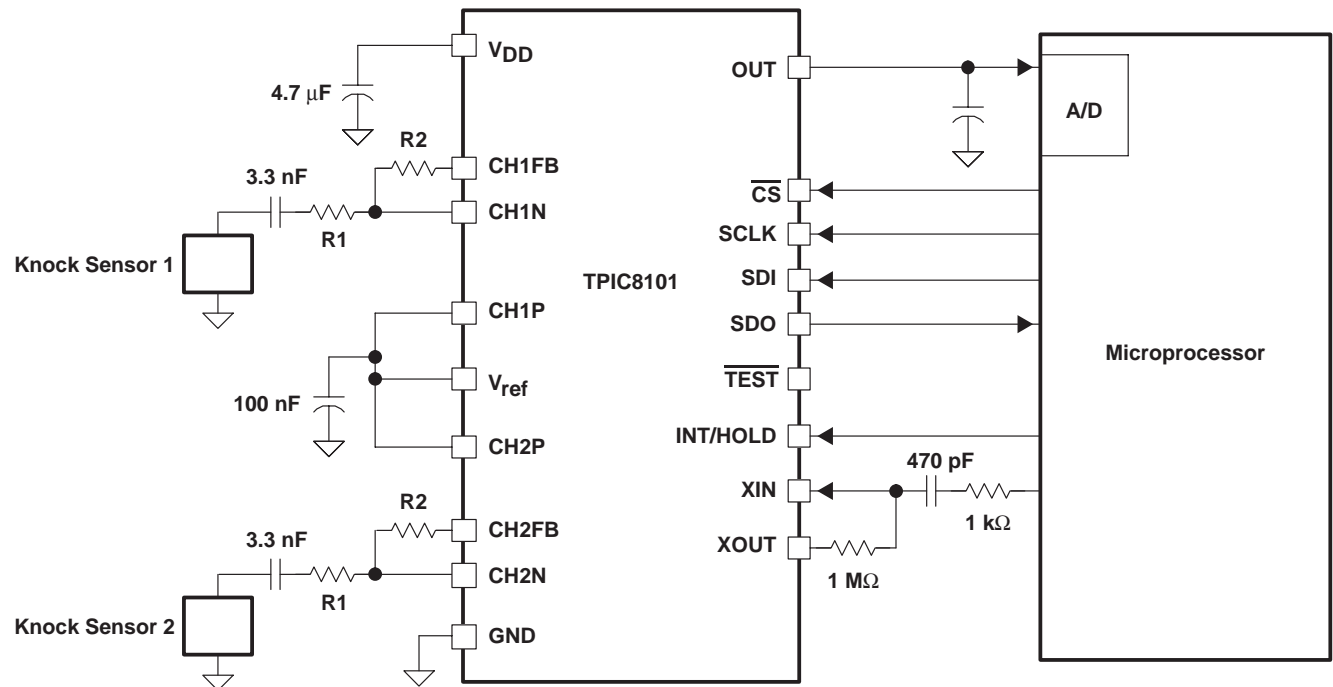 VDD
4.7 μF
R2
CH1FB
3.3 nF
CH1N
R1
Knock Sensor 1
CH1P
Vref
100 nF
CH2P
R2
CH2FB
3.3 nF
CH2N
R1
Knock Sensor 2
GND
TPIC8101
OUT
CS
SCLK
SDI
SDO
TEST
INT/HOLD
XIN
XOUT
470 pF
1 kΩ
1 MΩ
A/D
Microprocessor